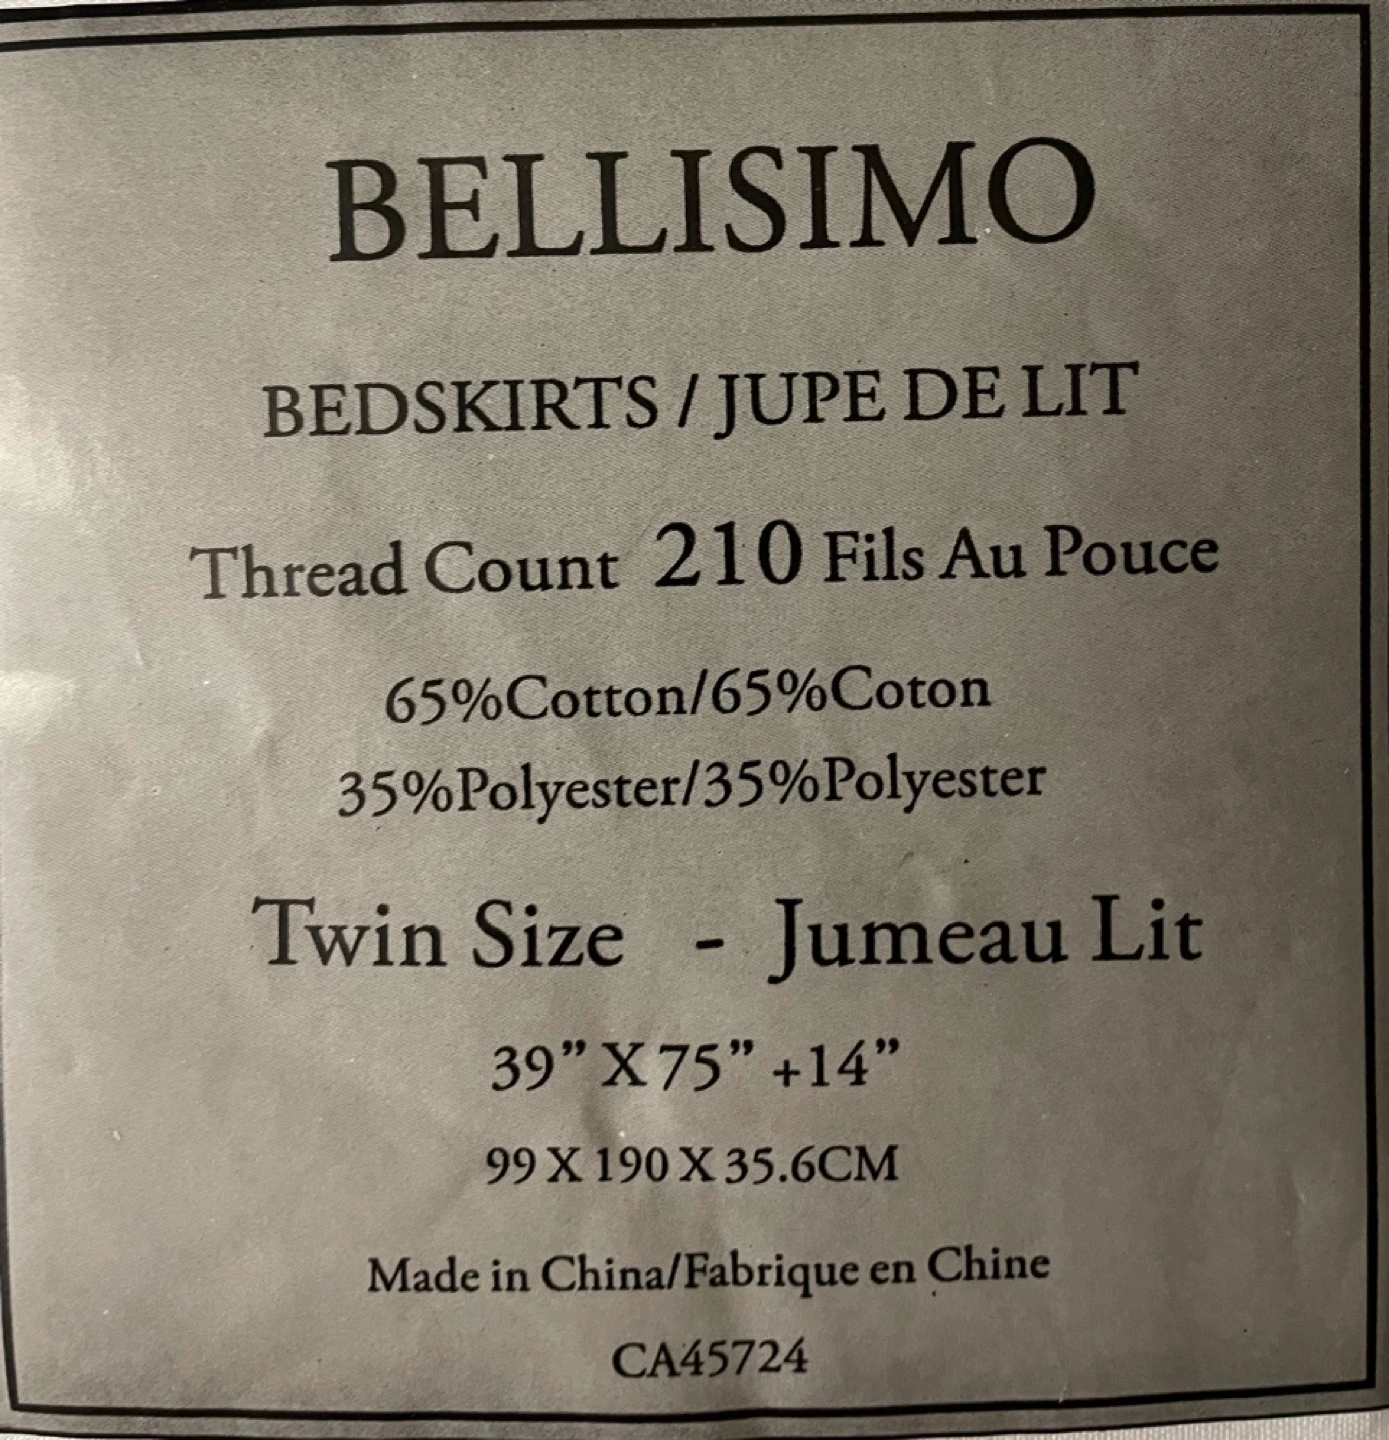 BELLISIMO
BEDSKIRTS / JUPE DE LIT
Thread Count 210 Fils Au Pouce
65%Cotton/65%Coton
35%Polyester/35%Polyester
Twin Size - Jumeau Lit
39” X 75” +14”
99 X 190 X 35.6CM
Made in China/Fabrique en Chine
CA45724